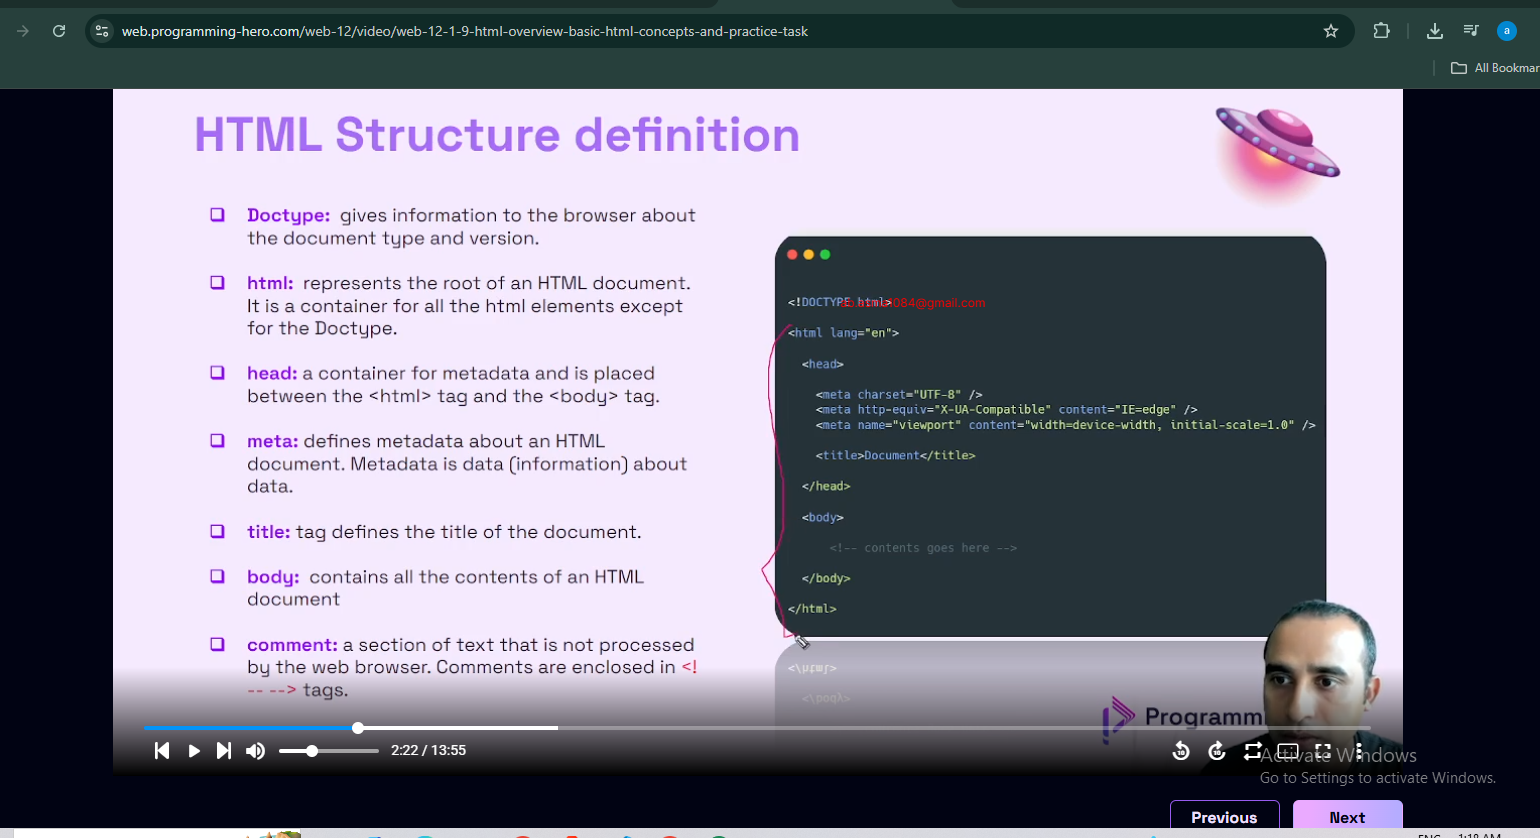 web.programming-hero.com/web-12/video/web-12-1-9-html-overview-basic-html-concepts-and-practice-task
a
All Bookmar
HTML Structure definition
Doctype: gives information to the browser about
the document type and version.
html: represents the root of an HTML document.
It is a container for all the html elements except
for the Doctype.
head: a container for metadata and is placed
between the <html> tag and the <body> tag.
meta: defines metadata about an HTML
document. Metadata is data (information) about
data.
title: tag defines the title of the document.
body: contains all the contents of an HTML
document
comment: a section of text that is not processed
by the web browser. Comments are enclosed in <!
-- --> tags.
<!DOCTYPE html>
084@gmail.com
<html lang="en">
<head>
<meta charset="UTF-8" />
<meta http-equiv="X-UA-Compatible" content="IE=edge" />
<meta name="viewport" content="width=device-width, initial-scale=1.0" />
<title>Document</title>
</head>
<body>
<!-- contents goes here -->
</body>
</html>
</html>
</body>
Programm
2:22 / 13:55
10
10
Activate Windows
Go to Settings to activate Windows.
Previous
Next
ENG
1:18 AM